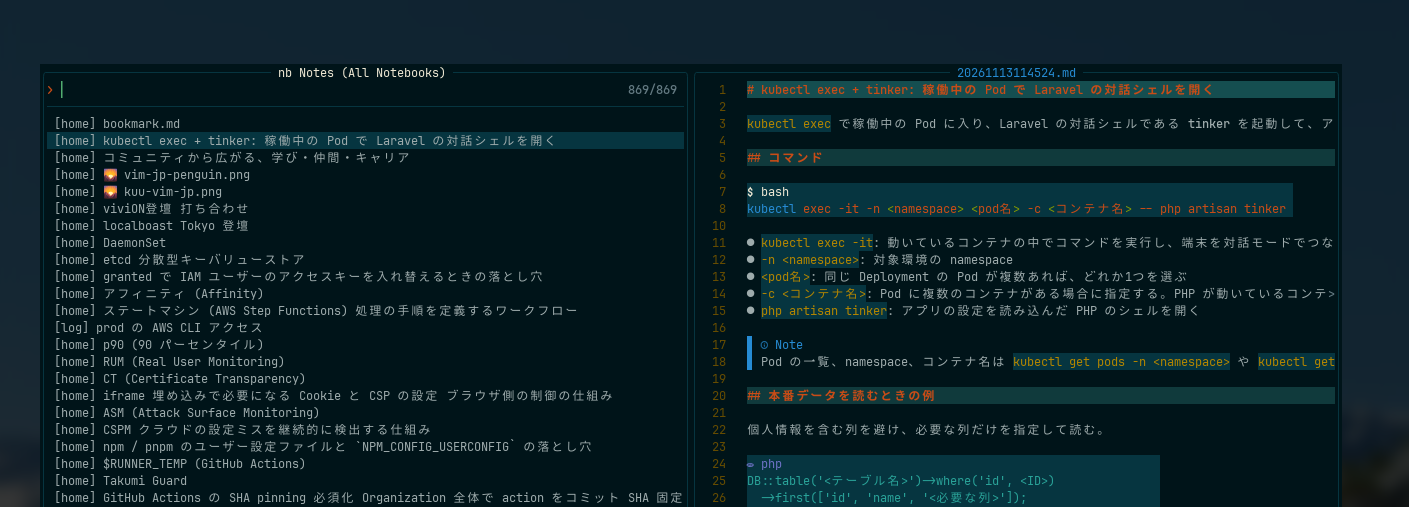 nb Notes (All Notebooks)
869/869
[home] bookmark.md
[home] kubectl exec + tinker: 稼働中の Pod で Laravel の対話シェルを開く
[home] コミュニティから広がる、学び・仲間・キャリア
[home] 🌄 vim-jp-penguin.png
[home] 🌄 kuu-vim-jp.png
[home] viviON登壇 打ち合わせ
[home] localboast Tokyo 登壇
[home] DaemonSet
[home] etcd 分散型キーバリューストア
[home] granted で IAM ユーザーのアクセスキーを入れ替えるときの落とし穴
[home] アフィニティ (Affinity)
[home] ステートマシン (AWS Step Functions) 処理の手順を定義するワークフロー
[log] prod の AWS CLI アクセス
[home] p90 (90 パーセンタイル)
[home] RUM (Real User Monitoring)
[home] CT (Certificate Transparency)
[home] iframe 埋め込みで必要になる Cookie と CSP の設定 ブラウザ側の制御の仕組み
[home] ASM (Attack Surface Monitoring)
[home] CSPM クラウドの設定ミスを継続的に検出する仕組み
[home] npm / pnpm のユーザー設定ファイルと `NPM_CONFIG_USERCONFIG` の落とし穴
[home] $RUNNER_TEMP (GitHub Actions)
[home] Takumi Guard
[home] GitHub Actions の SHA pinning 必須化 Organization 全体で action をコミット SHA 固定
20261113114524.md
1 # kubectl exec + tinker: 稼働中の Pod で Laravel の対話シェルを開く
2
3 kubectl exec で稼働中の Pod に入り、Laravel の対話シェルである tinker を起動して、ア
4
5 ## コマンド
6
7 $ bash
8 kubectl exec -it -n <namespace> <pod名> -c <コンテナ名> -- php artisan tinker
10
11 ● kubectl exec -it: 動いているコンテナの中でコマンドを実行し、端末を対話モードでつな
12 ● -n <namespace>: 対象環境の namespace
13 ● <pod名>: 同じ Deployment の Pod が複数あれば、どれか1つを選ぶ
14 ● -c <コンテナ名>: Pod に複数のコンテナがある場合に指定する。PHP が動いているコンテ>
15 ● php artisan tinker: アプリの設定を読み込んだ PHP のシェルを開く
16
17 Note
18 Pod の一覧、namespace、コンテナ名は kubectl get pods -n <namespace> や kubectl get
19
20 ## 本番データを読むときの例
21
22 個人情報を含む列を避け、必要な列だけを指定して読む。
23
24 php
25 DB::table('<テーブル名>')->where('id', <ID>)
26 ->first(['id', 'name', '<必要な列>']);